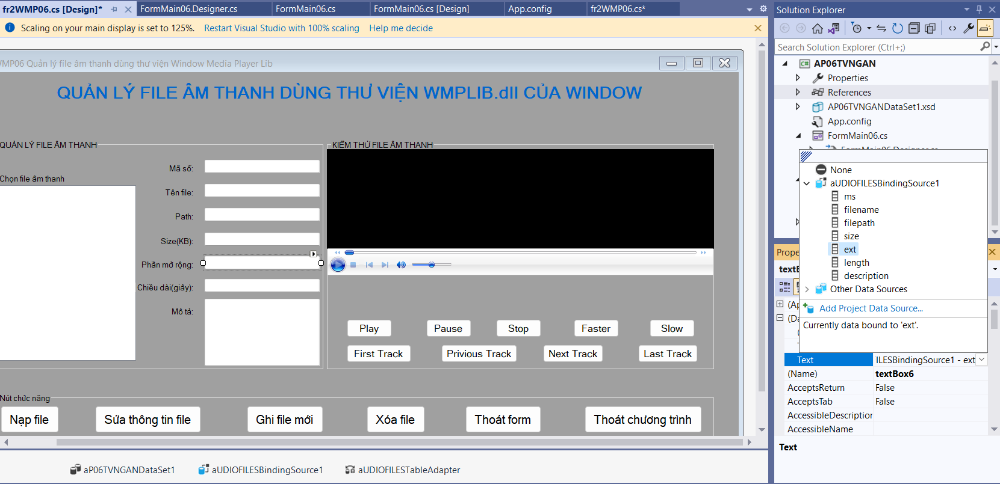 fr2WMP06.cs [Design]*
FormMain06.Designer.cs
FormMain06.cs
FormMain06.cs [Design]
App.config
fr2WMP06.cs*
Scaling on your main display is set to 125%. Restart Visual Studio with 100% scaling Help me decide
WMP06 Quản lý file âm thanh dùng thư viện Window Media Player Lib
QUẢN LÝ FILE ÂM THANH DÙNG THƯ VIỆN WMPLIB.dll CỦA WINDOW
QUẢN LÝ FILE ÂM THANH
Chọn file âm thanh
Mã số:
Tên file:
Path:
Size(KB):
Phần mở rộng:
Chiều dài(giây):
Mô tả:
KIỂM THỬ FILE ÂM THANH
Play
Pause
Stop
Faster
Slow
First Track
Privious Track
Next Track
Last Track
Nút chức năng
Nạp file
Sửa thông tin file
Ghi file mới
Xóa file
Thoát form
Thoát chương trình
aP06TVNGANDataSet1
aUDIOFILESBindingSource1
aUDIOFILESTableAdapter
Solution Explorer
Search Solution Explorer (Ctrl+;)
AP06TVNGAN
Properties
References
AP06TVNGANDataSet1.xsd
App.config
FormMain06.cs
FormMain06.Designer.cs
None
aUDIOFILESBindingSource1
ms
filename
filepath
size
ext
length
description
Other Data Sources
Add Project Data Source...
Currently data bound to 'ext'.
Prope
textB
(Ap
(Da
Text ILESBindingSource1 - ext
(Name) textBox6
AcceptsReturn False
AcceptsTab False
AccessibleDescription
AccessibleName
Text